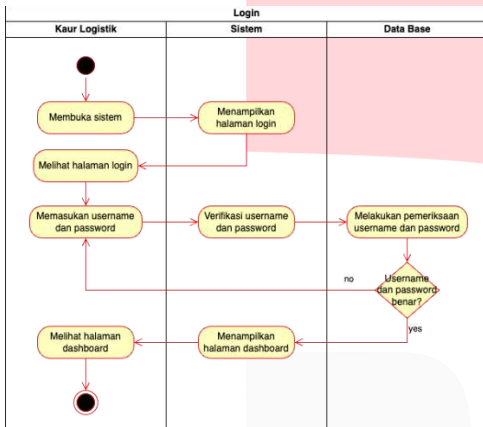 Login
Kaur Logistik
Sistem
Data Base
Membuka sistem
Menampilkan
halaman login
Melihat halaman login
Memasukan username
dan password
Verifikasi username
dan password
Melakukan pemeriksaan
username dan password
Username
dan password
benar?
no
yes
Menampilkan
halaman dashboard
Melihat halaman
dashboard